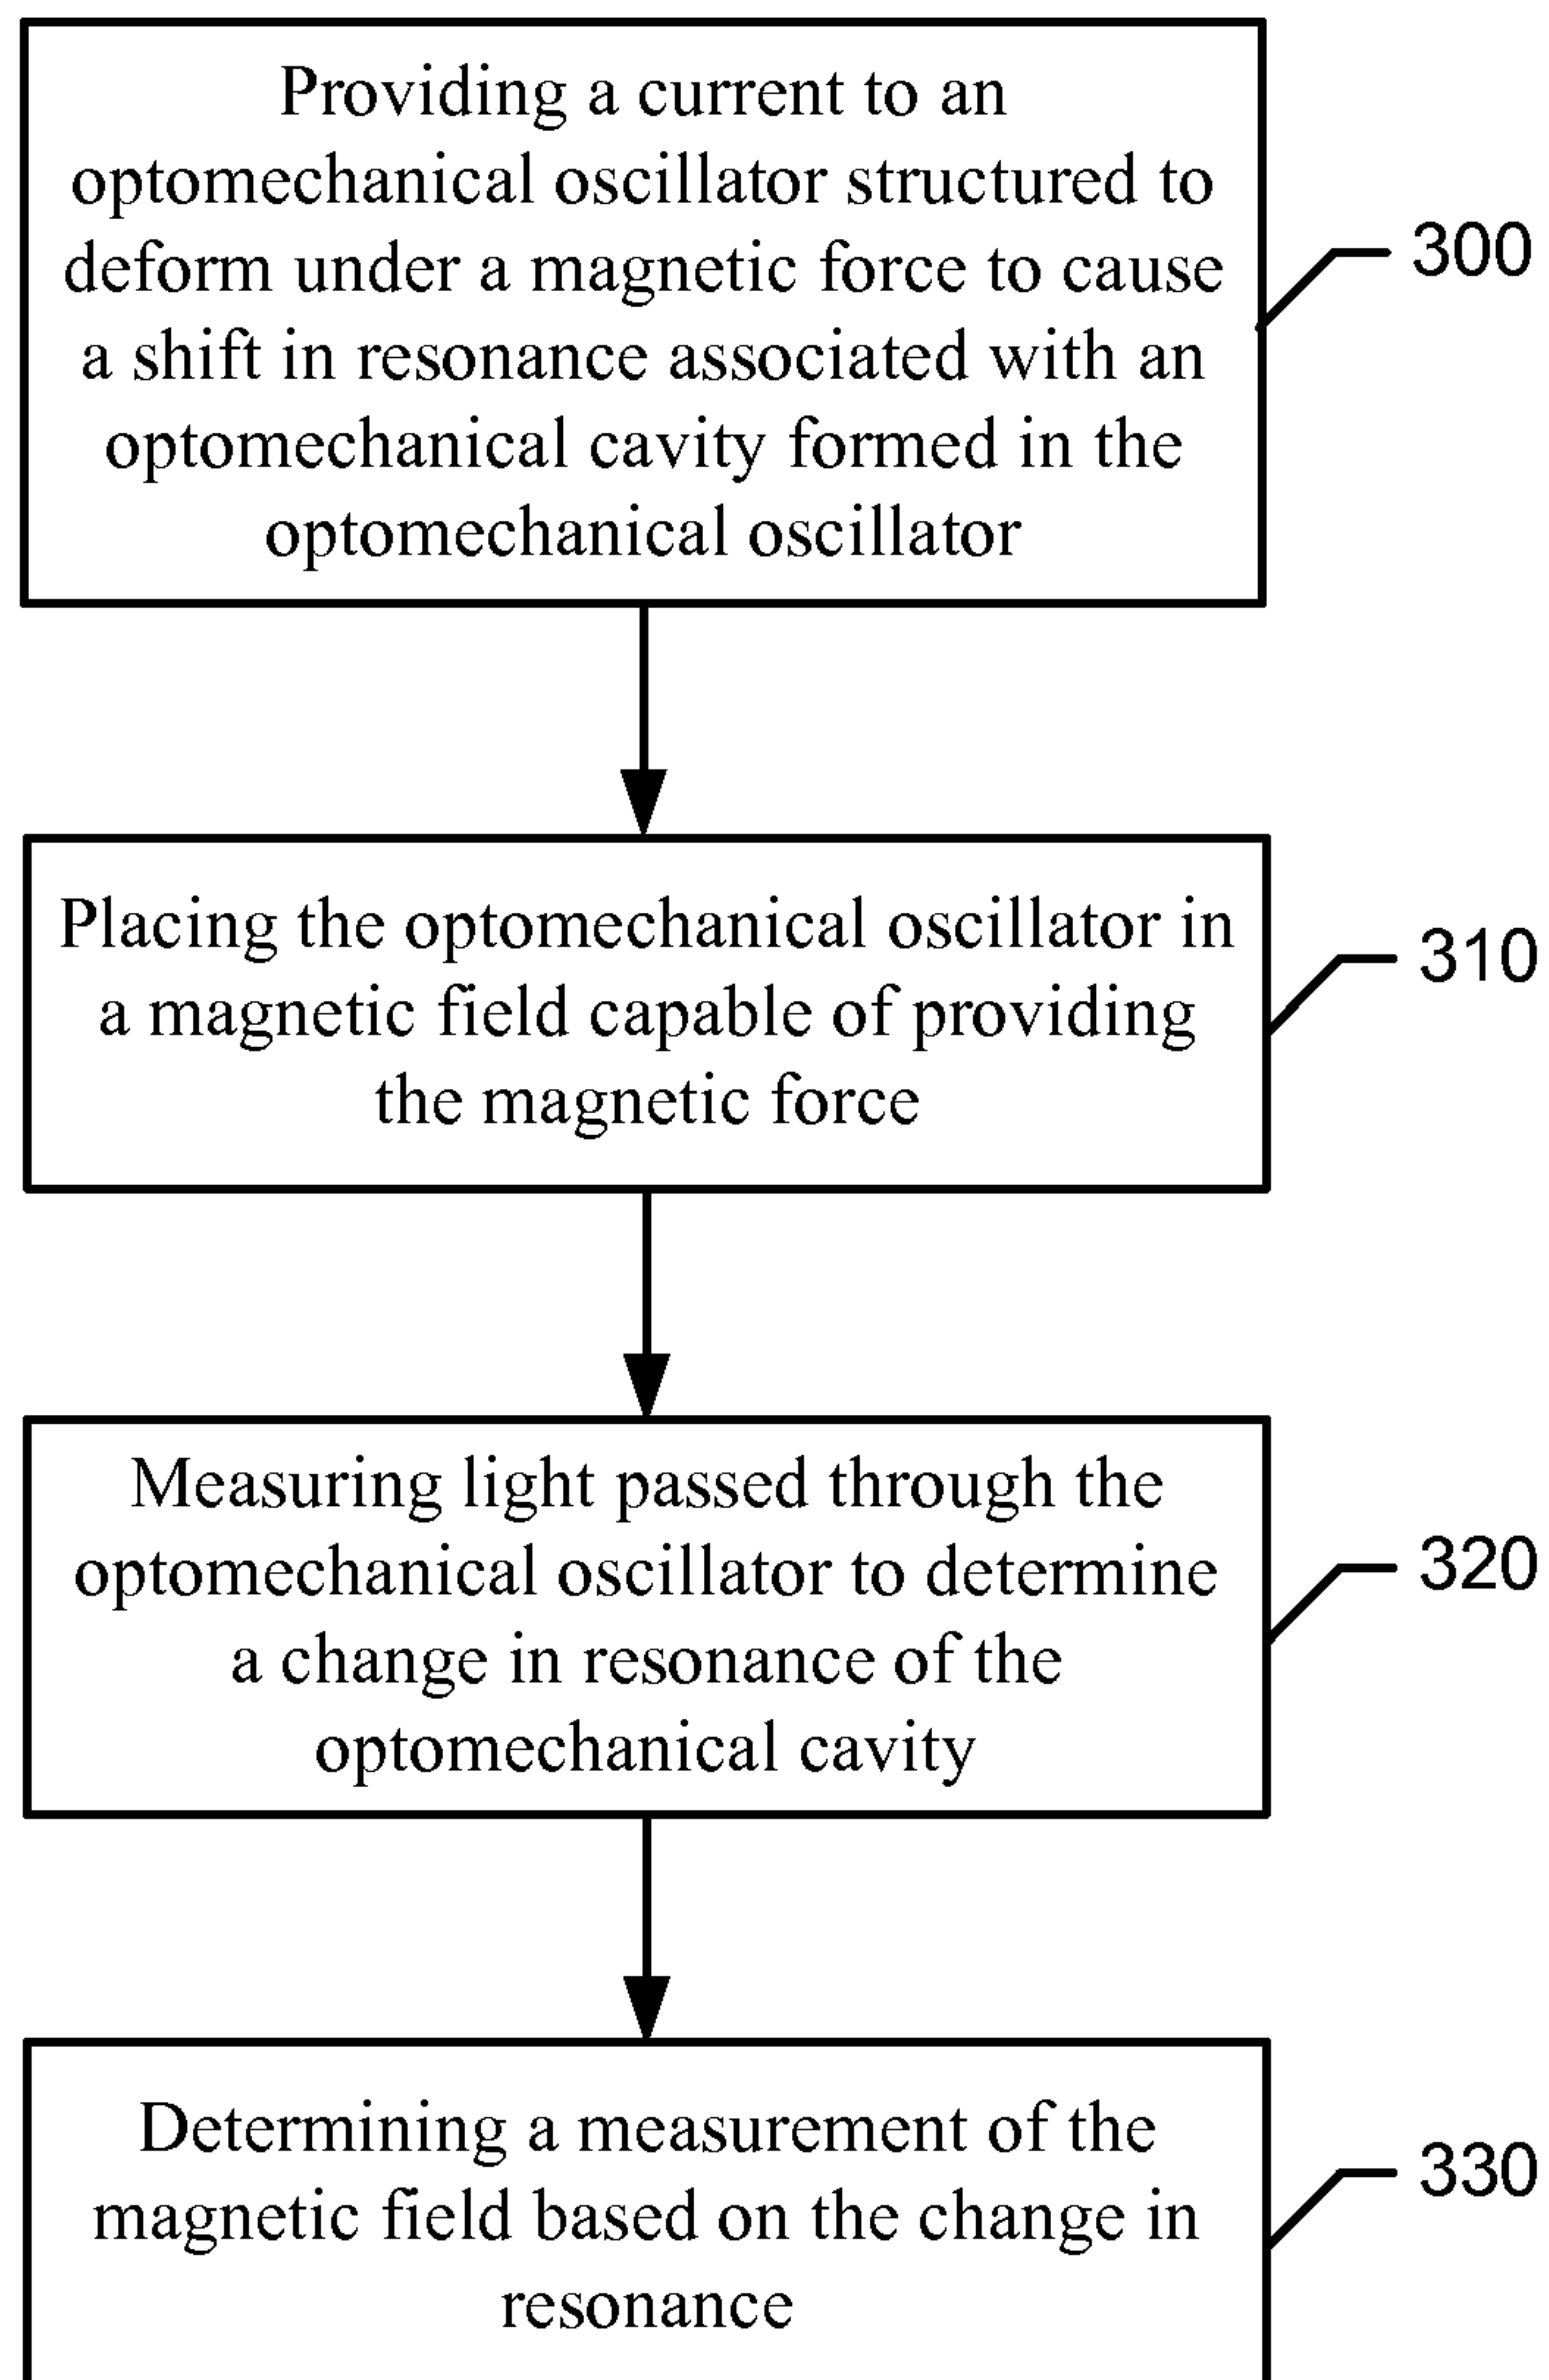 Providing a current to an
optomechanical oscillator structured to
deform under a magnetic force to cause
a shift in resonance associated with an
optomechanical cavity formed in the
optomechanical oscillator
300
Placing the optomechanical oscillator in
a magnetic field capable of providing
the magnetic force
310
Measuring light passed through the
optomechanical oscillator to determine
a change in resonance of the
optomechanical cavity
320
Determining a measurement of the
magnetic field based on the change in
resonance
330